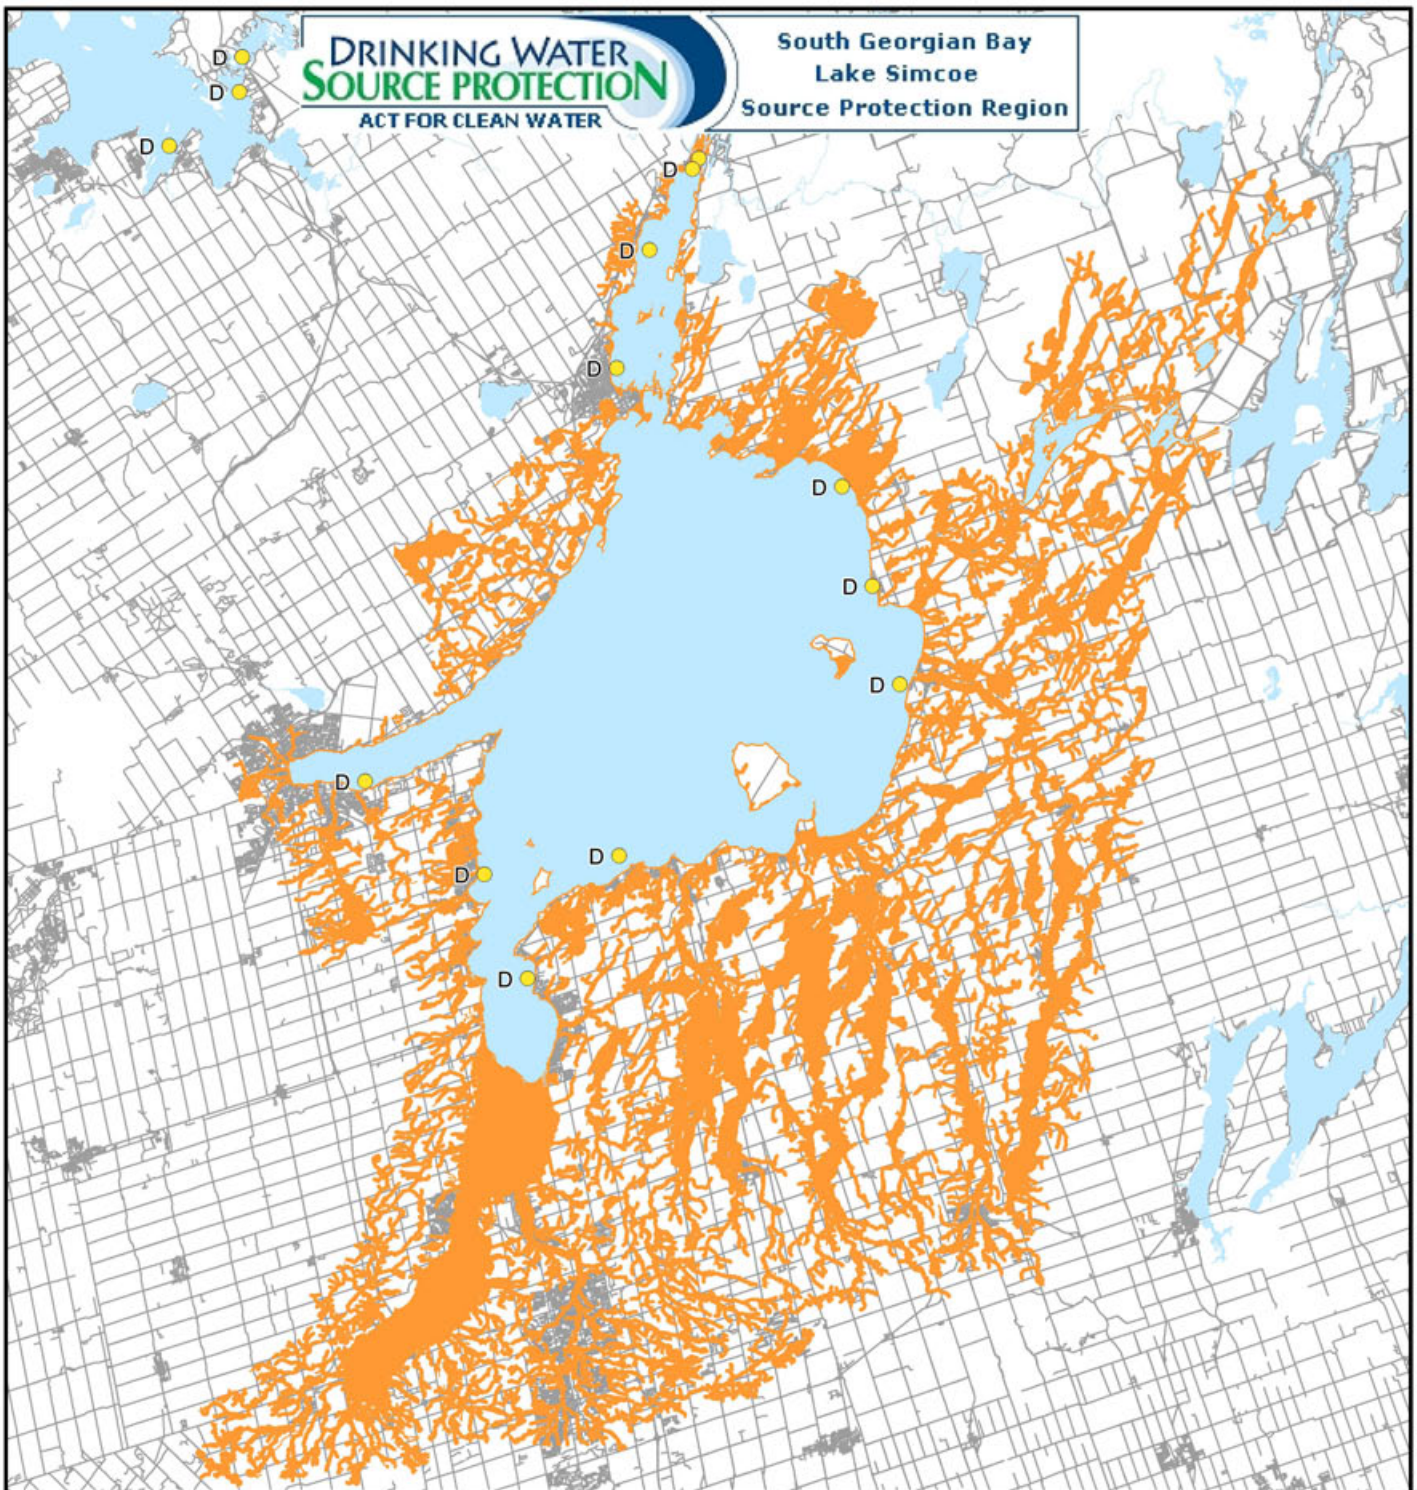 DRINKING WATER
SOURCE PROTECTION
ACT FOR CLEAN WATER
South Georgian Bay
Lake Simcoe
Source Protection Region
D
D
D
D
D
D
D
D
D
D
D
D
D